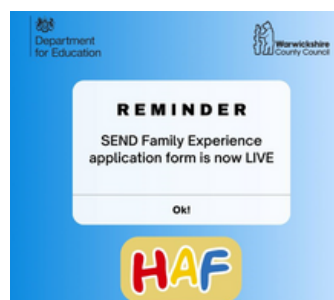 Department
for Education
Warwickshire
County Council
REMINDER
SEND Family Experience
application form is now LIVE
Ok!
HAF